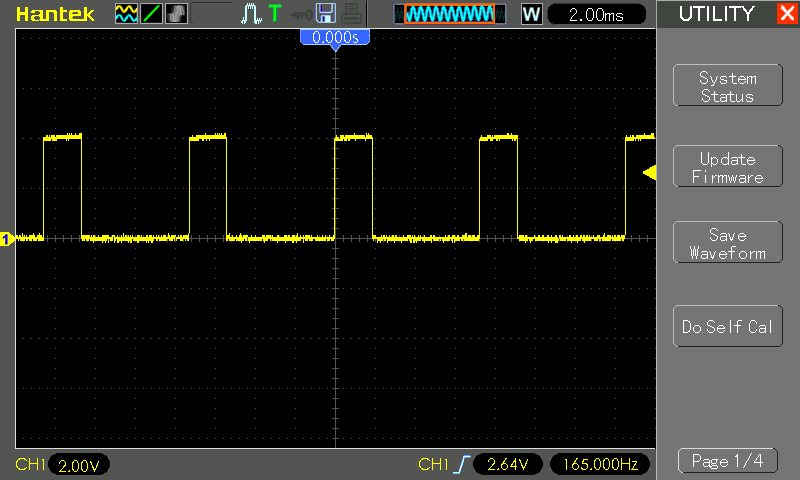 Hantek
T
W
2.00ms
UTILITY
0.000s
System
Status
Update
Firmware
Save
Waveform
Do Self Cal
1
CH1 2.00V
CH1 2.64V 165.000Hz
Page 1/4